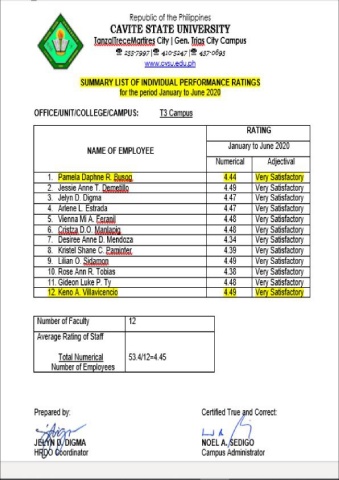 Republic of the Philippines
CAVITE STATE UNIVERSITY
TanzaTreceMartires City | Gen. Trias City Campus
☎ 235-7997 |☎ 410-5247 |☎ 437-0693
www.cvsu.edu.ph
SUMMARY LIST OF INDIVIDUAL PERFORMANCE RATINGS
for the period January to June 2020
OFFICE/UNIT/COLLEGE/CAMPUS: T3 Campus
NAME OF EMPLOYEE
RATING
January to June 2020
Numerical Adjectival
1. Pamela Daphne R. Busog 4.44 Very Satisfactory
2. Jessie Anne T. Demetillo 4.49 Very Satisfactory
3. Jelyn D. Digma 4.47 Very Satisfactory
4. Arlene L. Estrada 4.47 Very Satisfactory
5. Vienna Mi A. Feranil 4.48 Very Satisfactory
6. Cristza D.O. Manlapig 4.48 Very Satisfactory
7. Desiree Anne D. Mendoza 4.34 Very Satisfactory
8. Kristel Shane C. 4.39 Very Satisfactory
9. Lilian O. Sidamon 4.49 Very Satisfactory
10. Rose Ann R. Tobias 4.38 Very Satisfactory
11. Gideon Luke P. Ty 4.48 Very Satisfactory
12. Keno A. Villavicencio 4.49 Very Satisfactory
Number of Faculty 12
Average Rating of Staff
Total Numerical 53.4/12=4.45
Number of Employees
Prepared by: Certified True and Correct:
JELYN D. DIGMA NOEL A. SEDIGO
HRDO Coordinator Campus Administrator